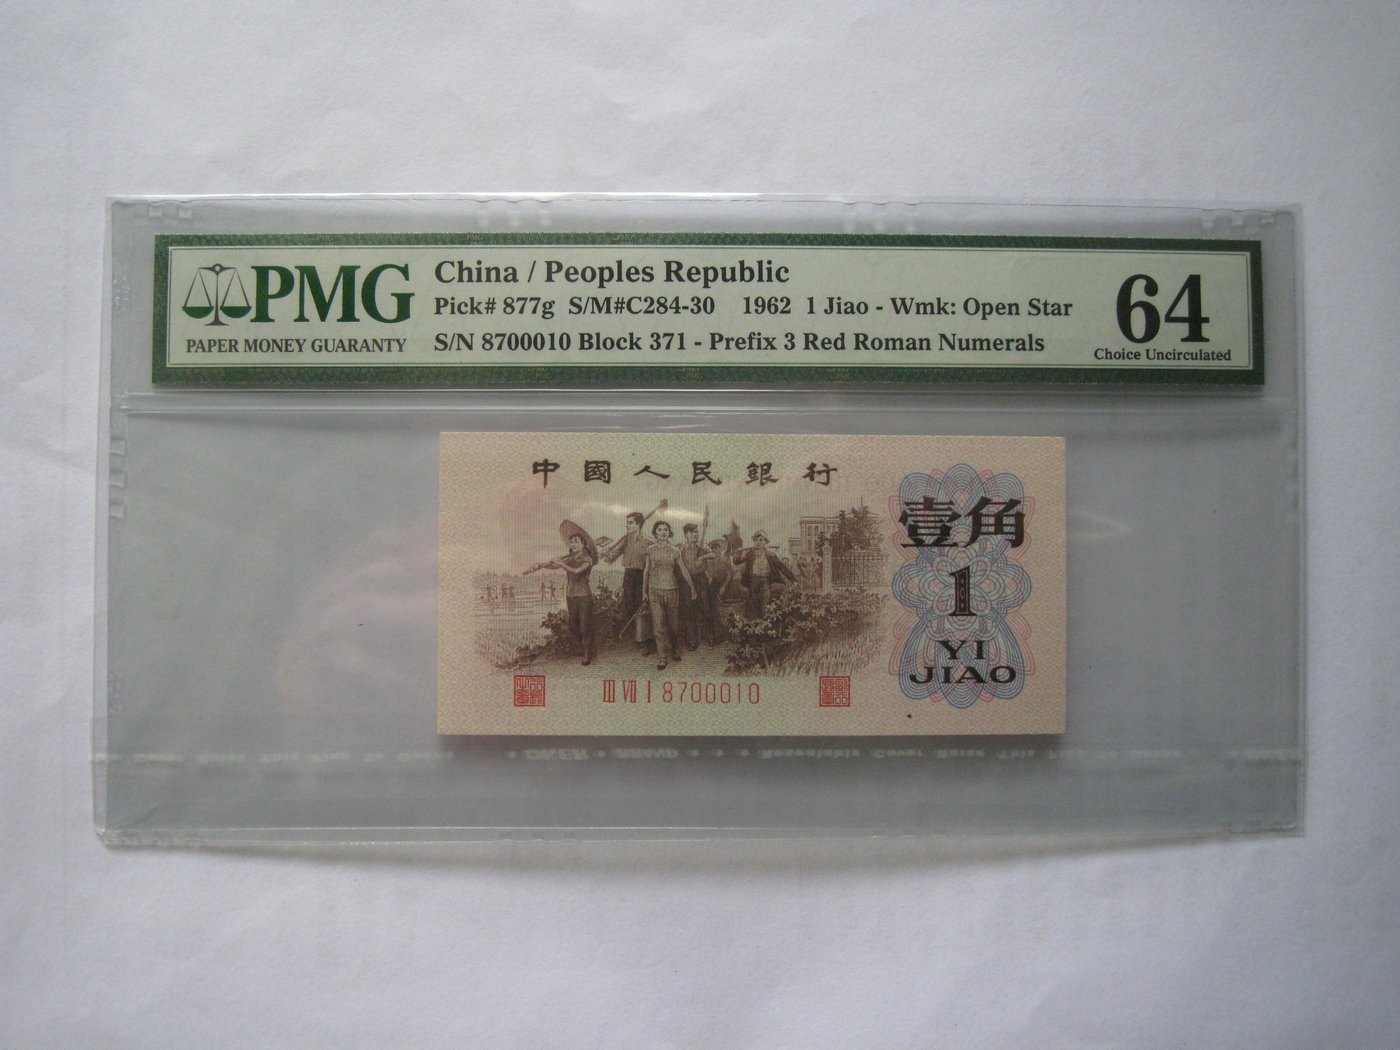 PMG
PAPER MONEY GUARANTY
China / Peoples Republic
Pick# 877g S/M#C284-30 1962 1 Jiao - Wmk: Open Star
S/N 8700010 Block 371 - Prefix 3 Red Roman Numerals
64
Choice Uncirculated
中國人民銀行
壹角
1
YI
JIAO
III VII I 8700010